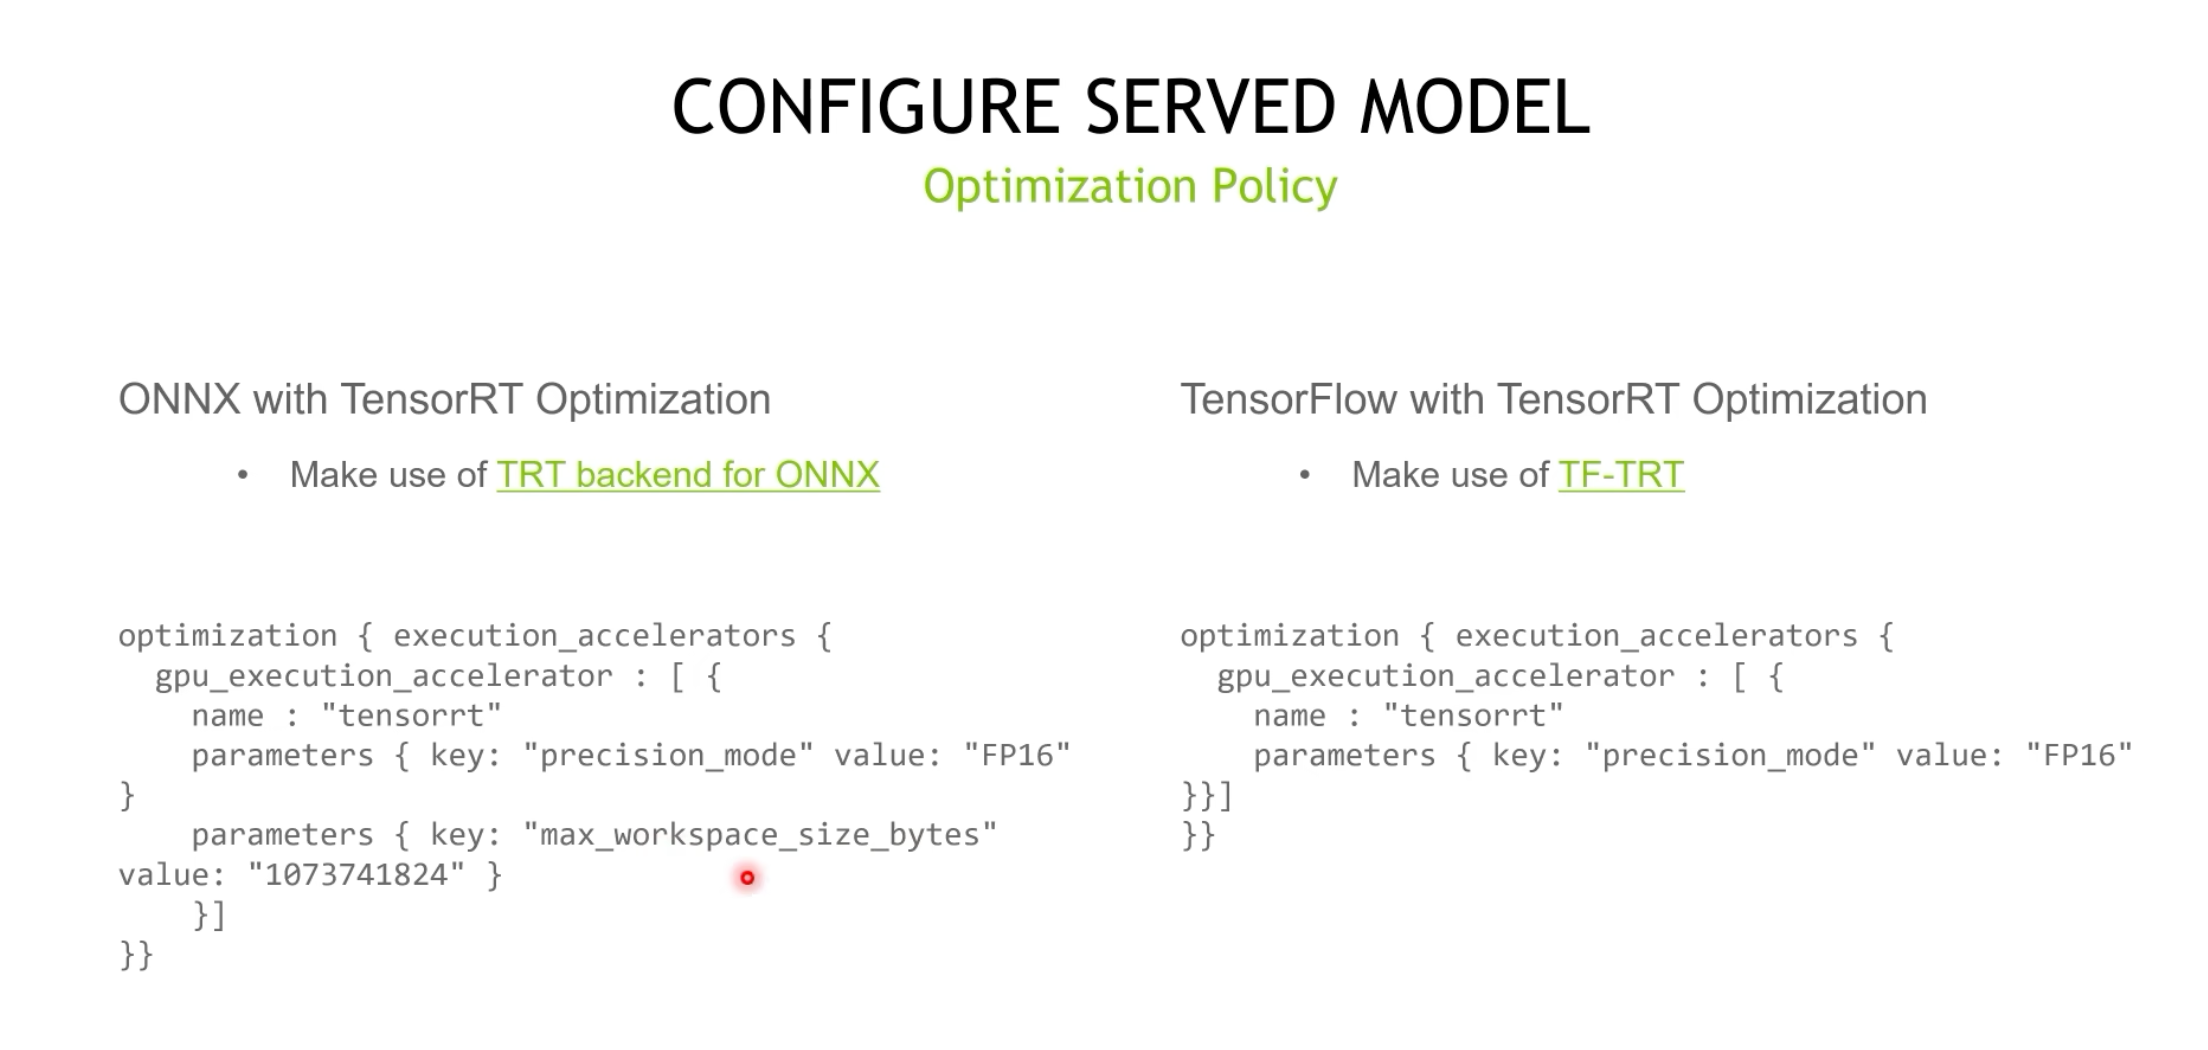 CONFIGURE SERVED MODEL
Optimization Policy
ONNX with TensorRT Optimization
• Make use of TRT backend for ONNX
optimization { execution_accelerators {
  gpu_execution_accelerator : [ {
    name : "tensorrt"
    parameters { key: "precision_mode" value: "FP16"
}
    parameters { key: "max_workspace_size_bytes"
value: "1073741824" }
    }]
}}
TensorFlow with TensorRT Optimization
• Make use of TF-TRT
optimization { execution_accelerators {
  gpu_execution_accelerator : [ {
    name : "tensorrt"
    parameters { key: "precision_mode" value: "FP16"
}}]
}}